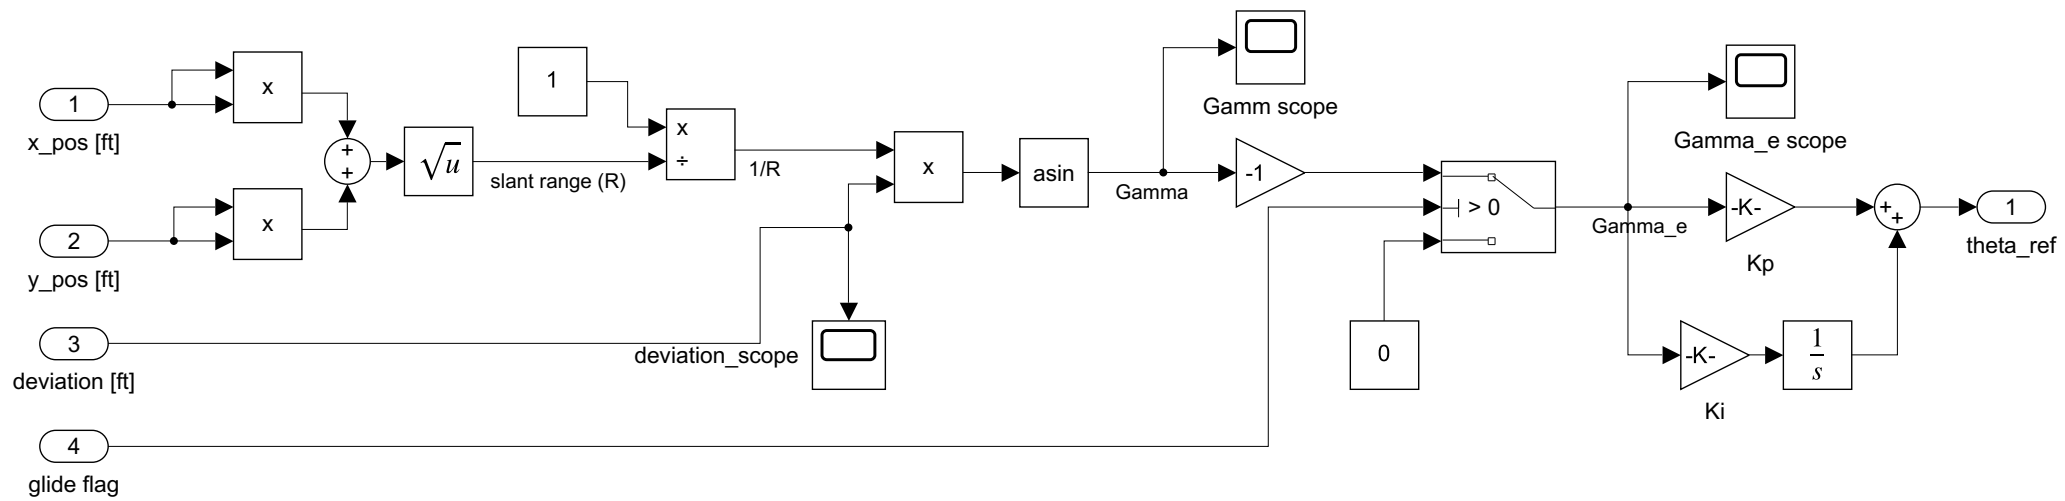 1
x_pos [ft]
x
2
y_pos [ft]
x
+
+
√u
slant range (R)
1
x
÷
1/R
x
asin
Gamma
Gamm scope
-1
3
deviation [ft]
deviation_scope
4
glide flag
> 0
0
Gamma_e
Gamma_e scope
-K-
Kp
-K-
Ki
1
s
+
+
1
theta_ref